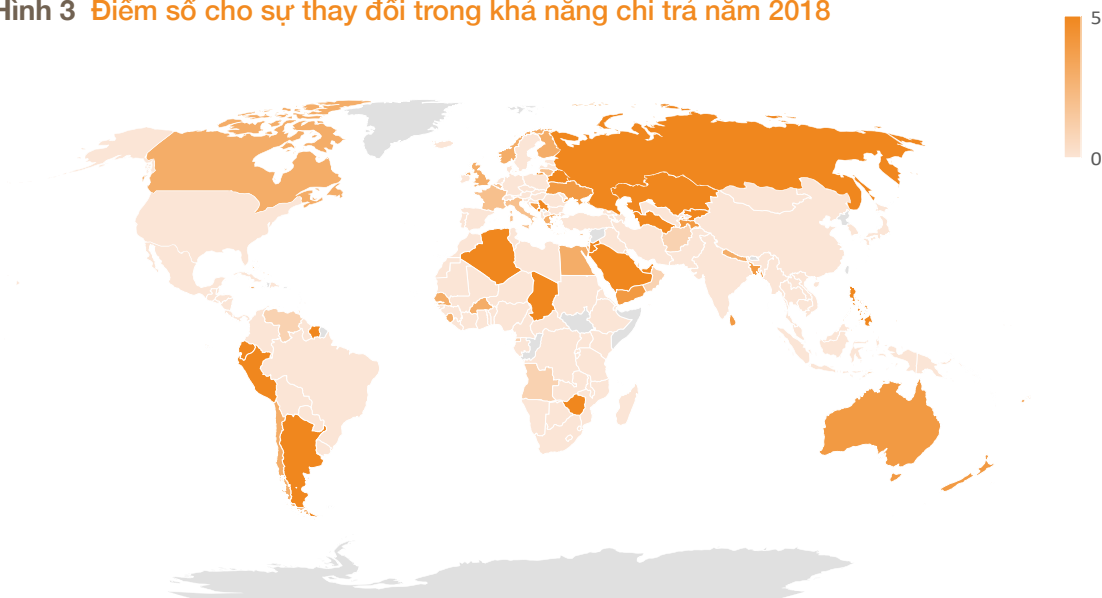 Hình 3 Điểm số cho sự thay đổi trong khả năng chi trả năm 2018
5
0